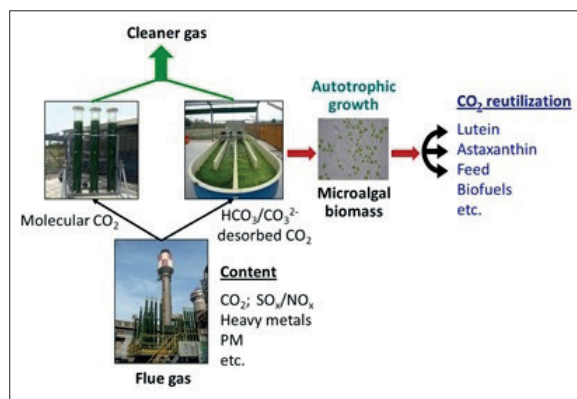 Cleaner gas
Autotrophic
growth
CO₂ reutilization
Lutein
Astaxanthin
Feed
Biofuels
etc.
Microalgal
biomass
Molecular CO₂
HCO₃/CO₃²⁻
desorbed CO₂
Content
CO₂; SOₓ/NOₓ
Heavy metals
PM
etc.
Flue gas